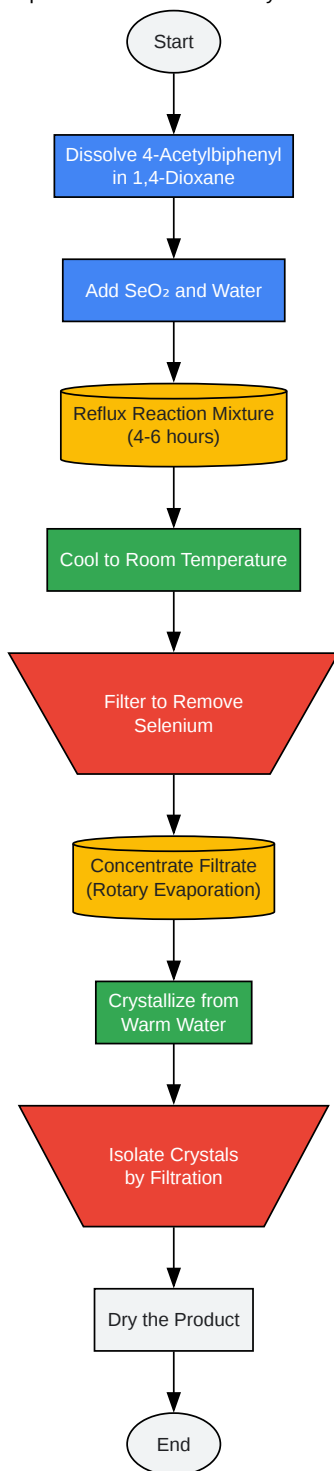 Start
Dissolve 4-Acetylbiphenyl
in 1,4-Dioxane
Add SeO₂ and Water
Reflux Reaction Mixture
(4-6 hours)
Cool to Room Temperature
Filter to Remove
Selenium
Concentrate Filtrate
(Rotary Evaporation)
Crystallize from
Warm Water
Isolate Crystals
by Filtration
Dry the Product
End